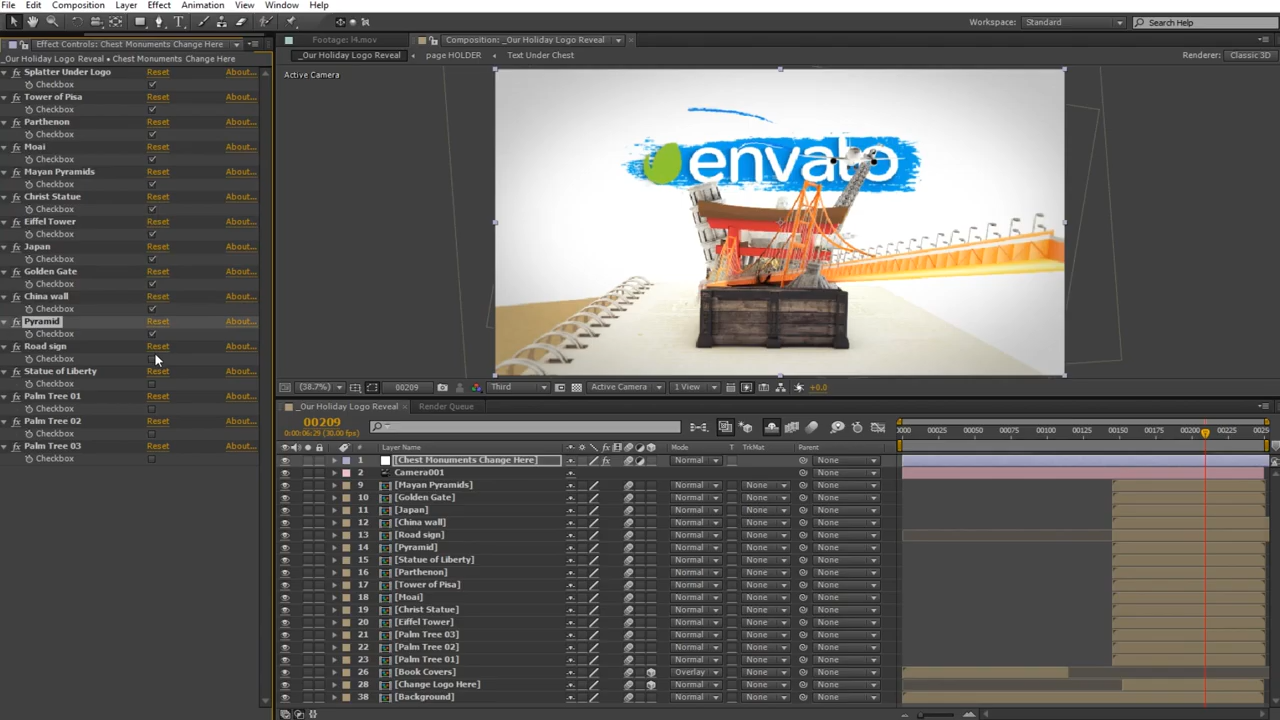 File Edit Composition Layer Effect Animation View Window Help
Workspace: Standard Search Help
Effect Controls: Chest Monuments Change Here
Footage: I4.mov Composition: _Our Holiday Logo Reveal
_Our Holiday Logo Reveal • Chest Monuments Change Here
_Our Holiday Logo Reveal page HOLDER Text Under Chest Renderer: Classic 3D
Active Camera
Splatter Under Logo Reset About...
Checkbox
Tower of Pisa Reset About...
Checkbox
Parthenon Reset About...
Checkbox
Moai Reset About...
Checkbox
Mayan Pyramids Reset About...
Checkbox
Christ Statue Reset About...
Checkbox
Eiffel Tower Reset About...
Checkbox
Japan Reset About...
Checkbox
Golden Gate Reset About...
Checkbox
China wall Reset About...
Checkbox
Pyramid Reset About...
Checkbox
Road sign Reset About...
Checkbox
Statue of Liberty Reset About...
Checkbox
Palm Tree 01 Reset About...
Checkbox
Palm Tree 02 Reset About...
Checkbox
Palm Tree 03 Reset About...
Checkbox
envato
(38.7%) 00209 Third Active Camera 1 View +0.0
_Our Holiday Logo Reveal Render Queue
00209
0:00:06:29 (30.00 fps)
0000 00025 00050 00075 00100 00125 00150 00175 00200 00225 0025
# Layer Name Mode T TrkMat Parent
1 [Chest Monuments Change Here] Normal None
2 Camera001 None
9 [Mayan Pyramids] Normal None None
10 [Golden Gate] Normal None None
11 [Japan] Normal None None
12 [China wall] Normal None None
13 [Road sign] Normal None None
14 [Pyramid] Normal None None
15 [Statue of Liberty] Normal None None
16 [Parthenon] Normal None None
17 [Tower of Pisa] Normal None None
18 [Moai] Normal None None
19 [Christ Statue] Normal None None
20 [Eiffel Tower] Normal None None
21 [Palm Tree 03] Normal None None
22 [Palm Tree 02] Normal None None
23 [Palm Tree 01] Normal None None
26 [Book Covers] Overlay None None
28 [Change Logo Here] Normal None None
38 [Background] Normal None None